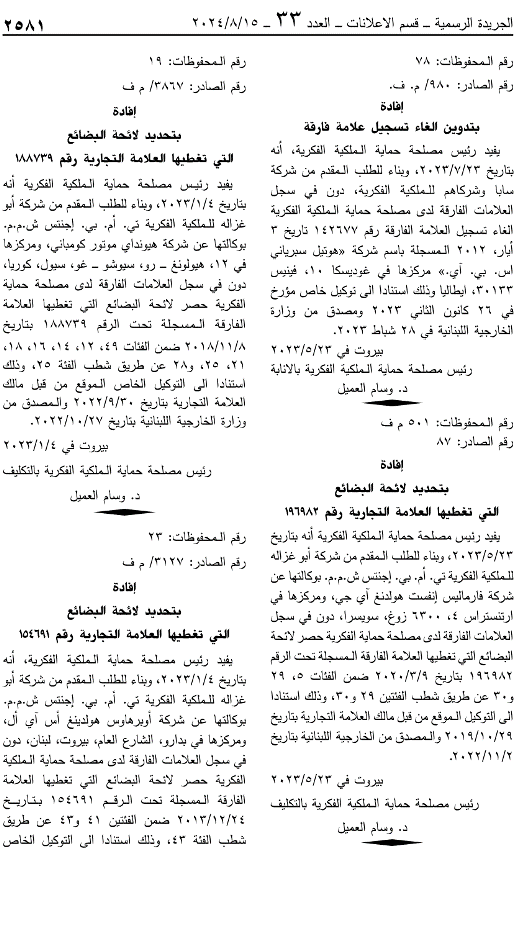 الجريدة الرسمية ــ قسم الاعلانات ــ العدد ٣٣ ــ ٢٠٢٤/٨/١٥
٢٥٨١
رقم المحفوظات: ٧٨
رقم الصادر: ٩٨٠/ م. ف.
إفادة
بتدوين الغاء تسجيل علامة فارقة
يفيد رئيس مصلحة حماية الملكية الفكرية، أنه
بتاريخ ٢٠٢٣/٧/٢٣، وبناء للطلب المقدم من شركة
سابا وشركاهم للملكية الفكرية، دون في سجل
العلامات الفارقة لدى مصلحة حماية الملكية الفكرية
الغاء تسجيل العلامة الفارقة رقم ١٤٢٦٧٧ تاريخ ٣
أيار، ٢٠١٢ المسجلة باسم شركة «هوتيل سبرياني
اس. بي. آي.» مركزها في غوديسكا ١٠، فينيس
٣٠١٣٣، ايطاليا وذلك استنادا الى توكيل خاص مؤرخ
في ٢٦ كانون الثاني ٢٠٢٣ ومصدق من وزارة
الخارجية اللبنانية في ٢٨ شباط ٢٠٢٣.
بيروت في ٢٠٢٣/٥/٢٣
رئيس مصلحة حماية الملكية الفكرية بالانابة
د. وسام العميل
رقم المحفوظات: ٥٠١ م ف
رقم الصادر: ٨٧
إفادة
بتحديد لائحة البضائع
التي تغطيها العلامة التجارية رقم ١٩٦٩٨٢
يفيد رئيس مصلحة حماية الملكية الفكرية أنه بتاريخ
٢٠٢٣/٥/٢٣، وبناء للطلب المقدم من شركة أبو غزاله
للملكية الفكرية تي. أم. بي. إجنتس ش.م.م. بوكالتها عن
شركة فارماليس إنفست هولدنغ آي جي، ومركزها في
ارتنستراس ٤، ٦٣٠٠ زوغ، سويسرا، دون في سجل
العلامات الفارقة لدى مصلحة حماية الملكية الفكرية حصر لائحة
البضائع التي تغطيها العلامة الفارقة المسجلة تحت الرقم
١٩٦٩٨٢ بتاريخ ٢٠٢٠/٣/٩ ضمن الفئات ٥، ٢٩
و٣٠ عن طريق شطب الفئتين ٢٩ و٣٠، وذلك استنادا
الى التوكيل الموقع من قبل مالك العلامة التجارية بتاريخ
٢٠١٩/١٠/٢٩ والمصدق من الخارجية اللبنانية بتاريخ
٢٠٢٢/١١/٢.
بيروت في ٢٠٢٣/٥/٢٣
رئيس مصلحة حماية الملكية الفكرية بالتكليف
د. وسام العميل
رقم المحفوظات: ١٩
رقم الصادر: ٣٨٦٧/ م ف
إفادة
بتحديد لائحة البضائع
التي تغطيها العلامة التجارية رقم ١٨٨٧٣٩
يفيد رئيس مصلحة حماية الملكية الفكرية أنه
بتاريخ ٢٠٢٣/١/٤، وبناء للطلب المقدم من شركة أبو
غزاله للملكية الفكرية تي. أم. بي. إجنتس ش.م.م.
بوكالتها عن شركة هيونداي موتور كومباني، ومركزها
في ١٢، هيولونغ ــ رو، سيوشو ــ غو، سيول، كوريا،
دون في سجل العلامات الفارقة لدى مصلحة حماية الملكية
الفكرية حصر لائحة البضائع التي تغطيها العلامة
الفارقة المسجلة تحت الرقم ١٨٨٧٣٩ بتاريخ
٢٠١٨/١١/٨ ضمن الفئات ٤٩، ١٢، ١٤، ١٦، ١٨،
٢١، ٢٥، و٢٨ عن طريق شطب الفئة ٢٥، وذلك
استنادا الى التوكيل الخاص الموقع من قبل مالك
العلامة التجارية بتاريخ ٢٠٢٢/٩/٣٠ والمصدق من
وزارة الخارجية اللبنانية بتاريخ ٢٠٢٢/١٠/٢٧.
بيروت في ٢٠٢٣/١/٤
رئيس مصلحة حماية الملكية الفكرية بالتكليف
د. وسام العميل
رقم المحفوظات: ٢٣
رقم الصادر: ٣١٢٧/ م ف
إفادة
بتحديد لائحة البضائع
التي تغطيها العلامة التجارية رقم ١٥٤٦٩١
يفيد رئيس مصلحة حماية الملكية الفكرية، أنه
بتاريخ ٢٠٢٣/١/٤، وبناء للطلب المقدم من شركة أبو
غزاله للملكية الفكرية تي. أم. بي. إجنتس ش.م.م.
بوكالتها عن شركة أوبرهاوس هولدينغ أس آي أل،
ومركزها في بدارو، الشارع العام، بيروت، لبنان، دون
في سجل العلامات الفارقة لدى مصلحة حماية الملكية
الفكرية حصر لائحة البضائع التي تغطيها العلامة
الفارقة المسجلة تحت الرقم ١٥٤٦٩١ بتاريخ
٢٠١٣/١٢/٢٤ ضمن الفئتين ٤١ و٤٣ عن طريق
شطب الفئة ٤٣، وذلك استنادا الى التوكيل الخاص